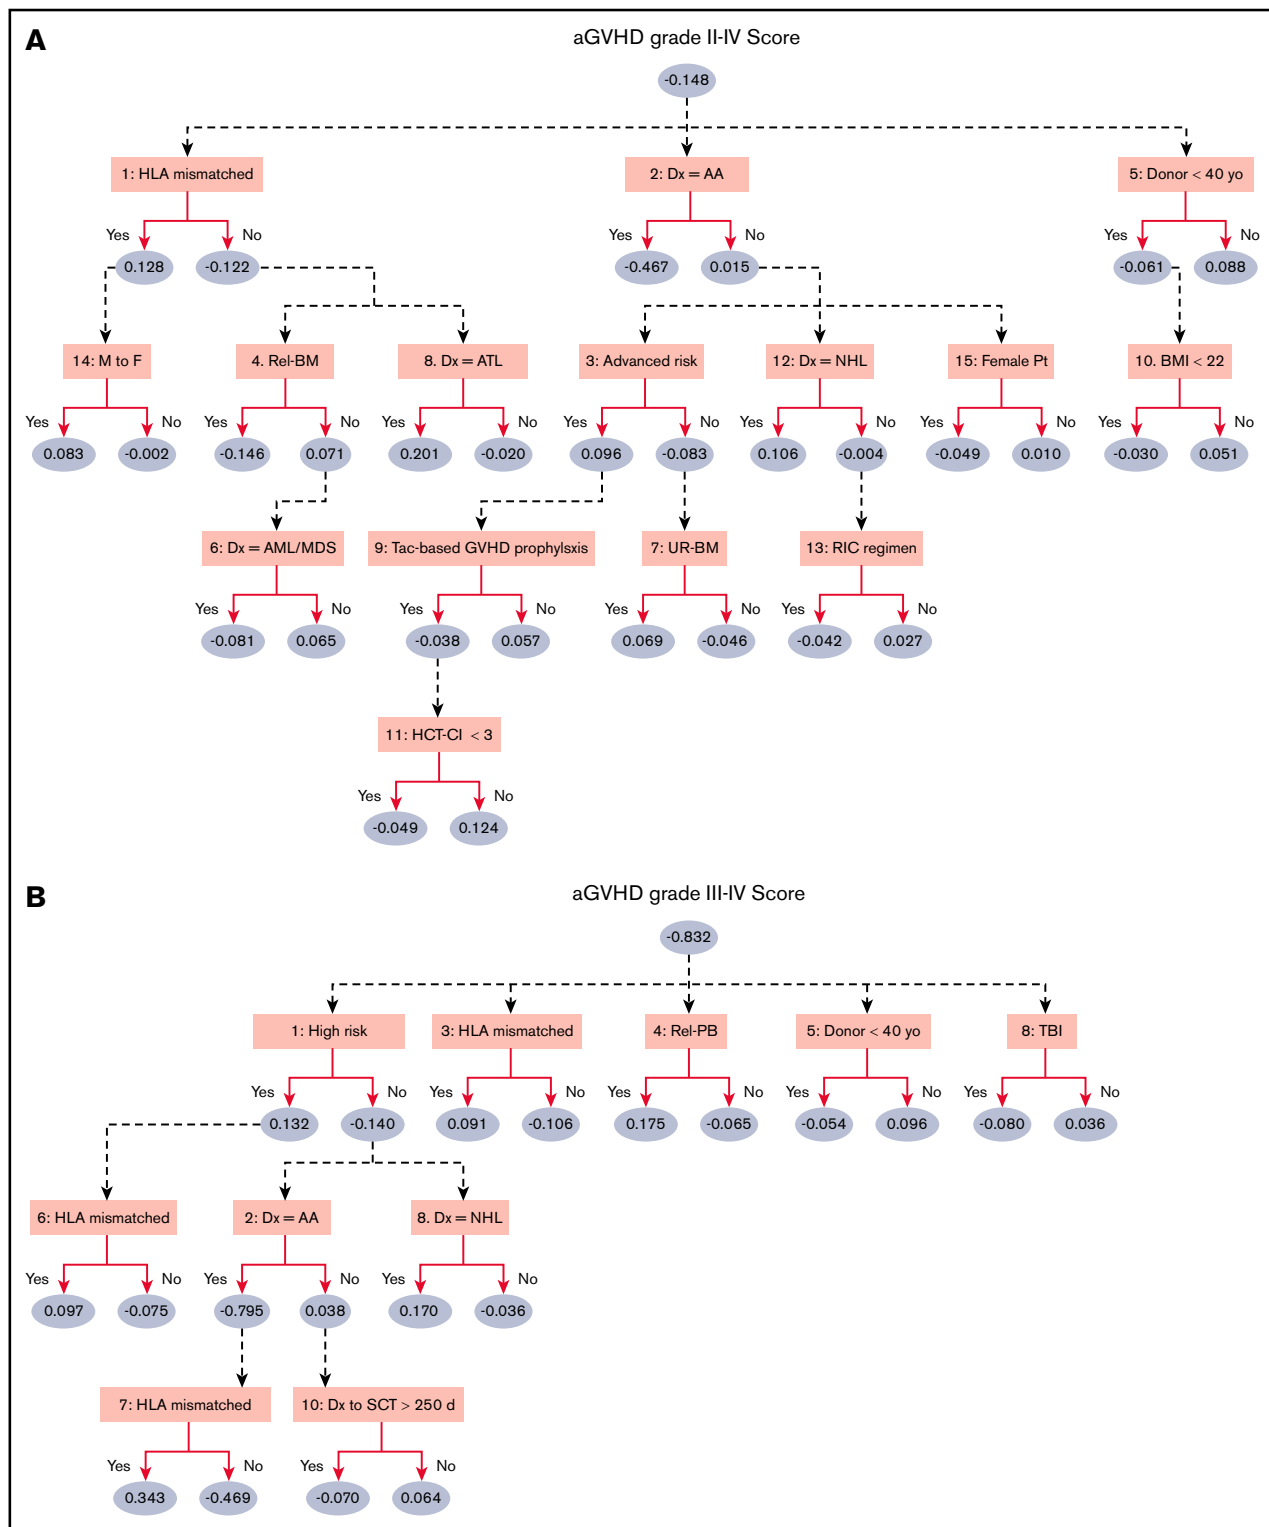 A
aGVHD grade II-IV Score
-0.148
1: HLA mismatched
2: Dx = AA
5: Donor < 40 yo
Yes No
Yes No
Yes No
0.128 -0.122
-0.467 0.015
-0.061 0.088
14: M to F
4. Rel-BM
8. Dx = ATL
3: Advanced risk
12: Dx = NHL
15: Female Pt
10. BMI < 22
Yes No
Yes No
Yes No
Yes No
Yes No
Yes No
Yes No
0.083 -0.002
-0.146 0.071
0.201 -0.020
0.096 -0.083
0.106 -0.004
-0.049 0.010
-0.030 0.051
6: Dx = AML/MDS
9: Tac-based GVHD prophylsxis
7: UR-BM
13: RIC regimen
Yes No
Yes No
Yes No
Yes No
-0.081 0.065
-0.038 0.057
0.069 -0.046
-0.042 0.027
11: HCT-CI < 3
Yes No
-0.049 0.124
B
aGVHD grade III-IV Score
-0.832
1: High risk
3: HLA mismatched
4: Rel-PB
5: Donor < 40 yo
8: TBI
Yes No
Yes No
Yes No
Yes No
Yes No
0.132 -0.140
0.091 -0.106
0.175 -0.065
-0.054 0.096
-0.080 0.036
6: HLA mismatched
2: Dx = AA
8. Dx = NHL
Yes No
Yes No
Yes No
0.097 -0.075
-0.795 0.038
0.170 -0.036
7: HLA mismatched
10: Dx to SCT > 250 d
Yes No
Yes No
0.343 -0.469
-0.070 0.064